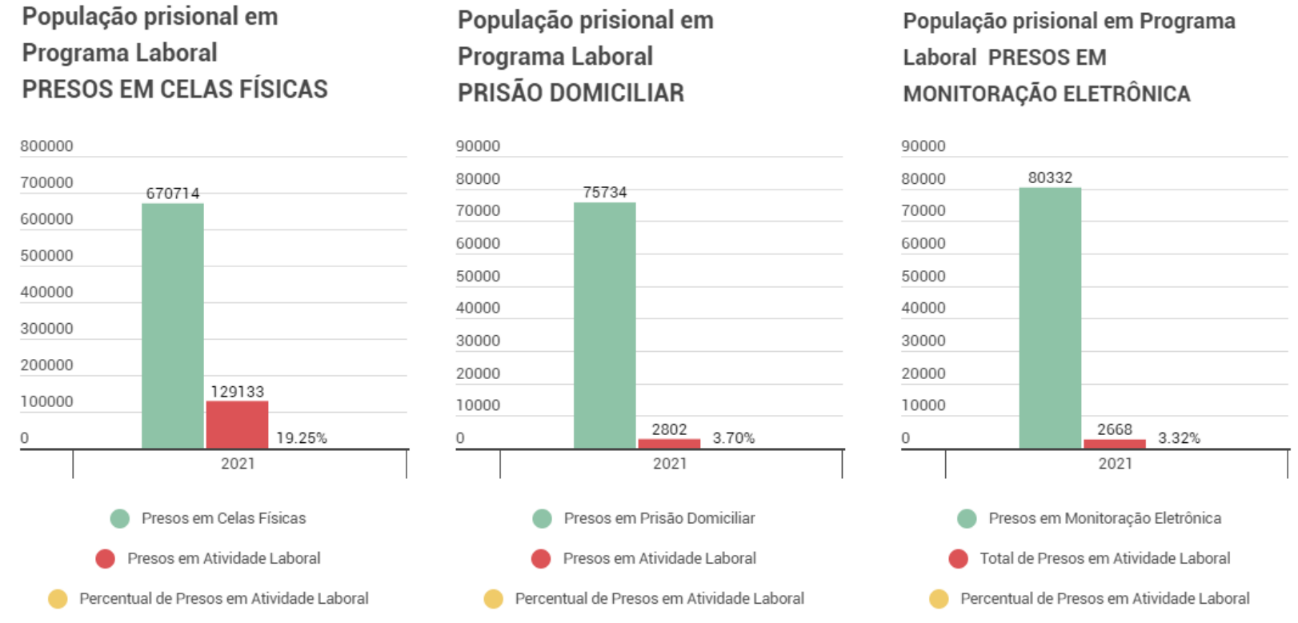 População prisional em
Programa Laboral
PRESOS EM CELAS FÍSICAS
800000
700000
600000
500000
400000
300000
200000
100000
0
670714
129133
19.25%
2021
Presos em Celas Físicas
Presos em Atividade Laboral
Percentual de Presos em Atividade Laboral
População prisional em
Programa Laboral
PRISÃO DOMICILIAR
90000
80000
70000
60000
50000
40000
30000
20000
10000
0
75734
2802
3.70%
2021
Presos em Prisão Domiciliar
Presos em Atividade Laboral
Percentual de Presos em Atividade Laboral
População prisional em Programa
Laboral PRESOS EM
MONITORAÇÃO ELETRÔNICA
90000
80000
70000
60000
50000
40000
30000
20000
10000
0
80332
2668
3.32%
2021
Presos em Monitoração Eletrônica
Total de Presos em Atividade Laboral
Percentual de Presos em Atividade Laboral